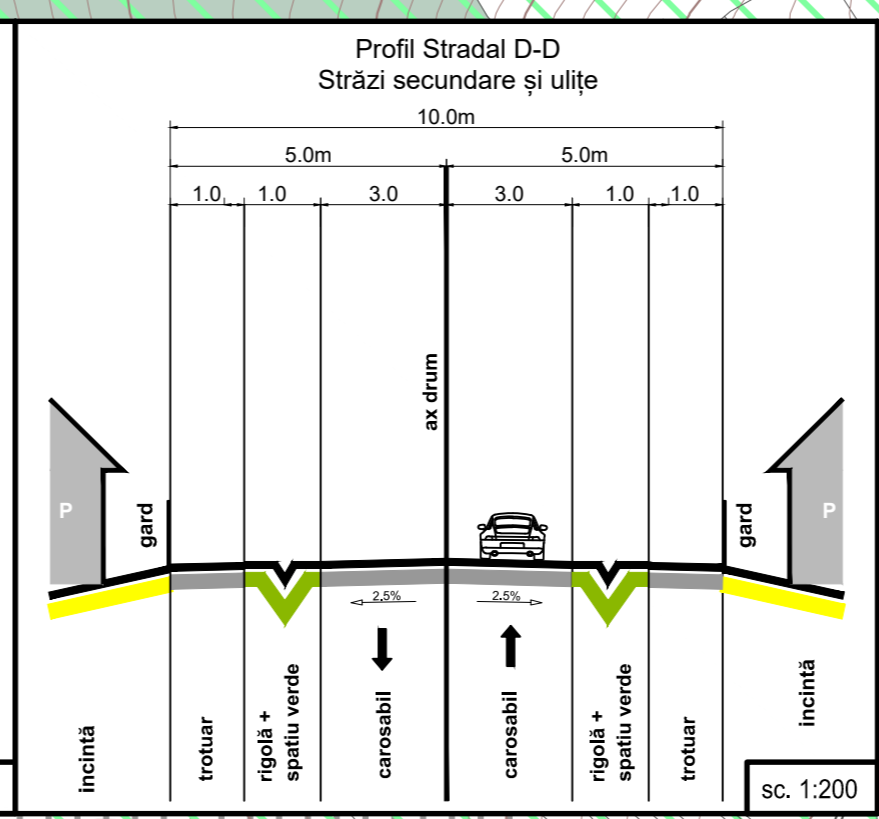 Profil Stradal D-D
Străzi secundare și ulițe
10.0m
5.0m 5.0m
1.0 1.0 3.0 3.0 1.0 1.0
ax drum
P gard gard P
2.5% 2.5%
incintă
trotuar
rigolă +
spatiu verde
carosabil
carosabil
rigolă +
spatiu verde
trotuar
incintă
sc. 1:200